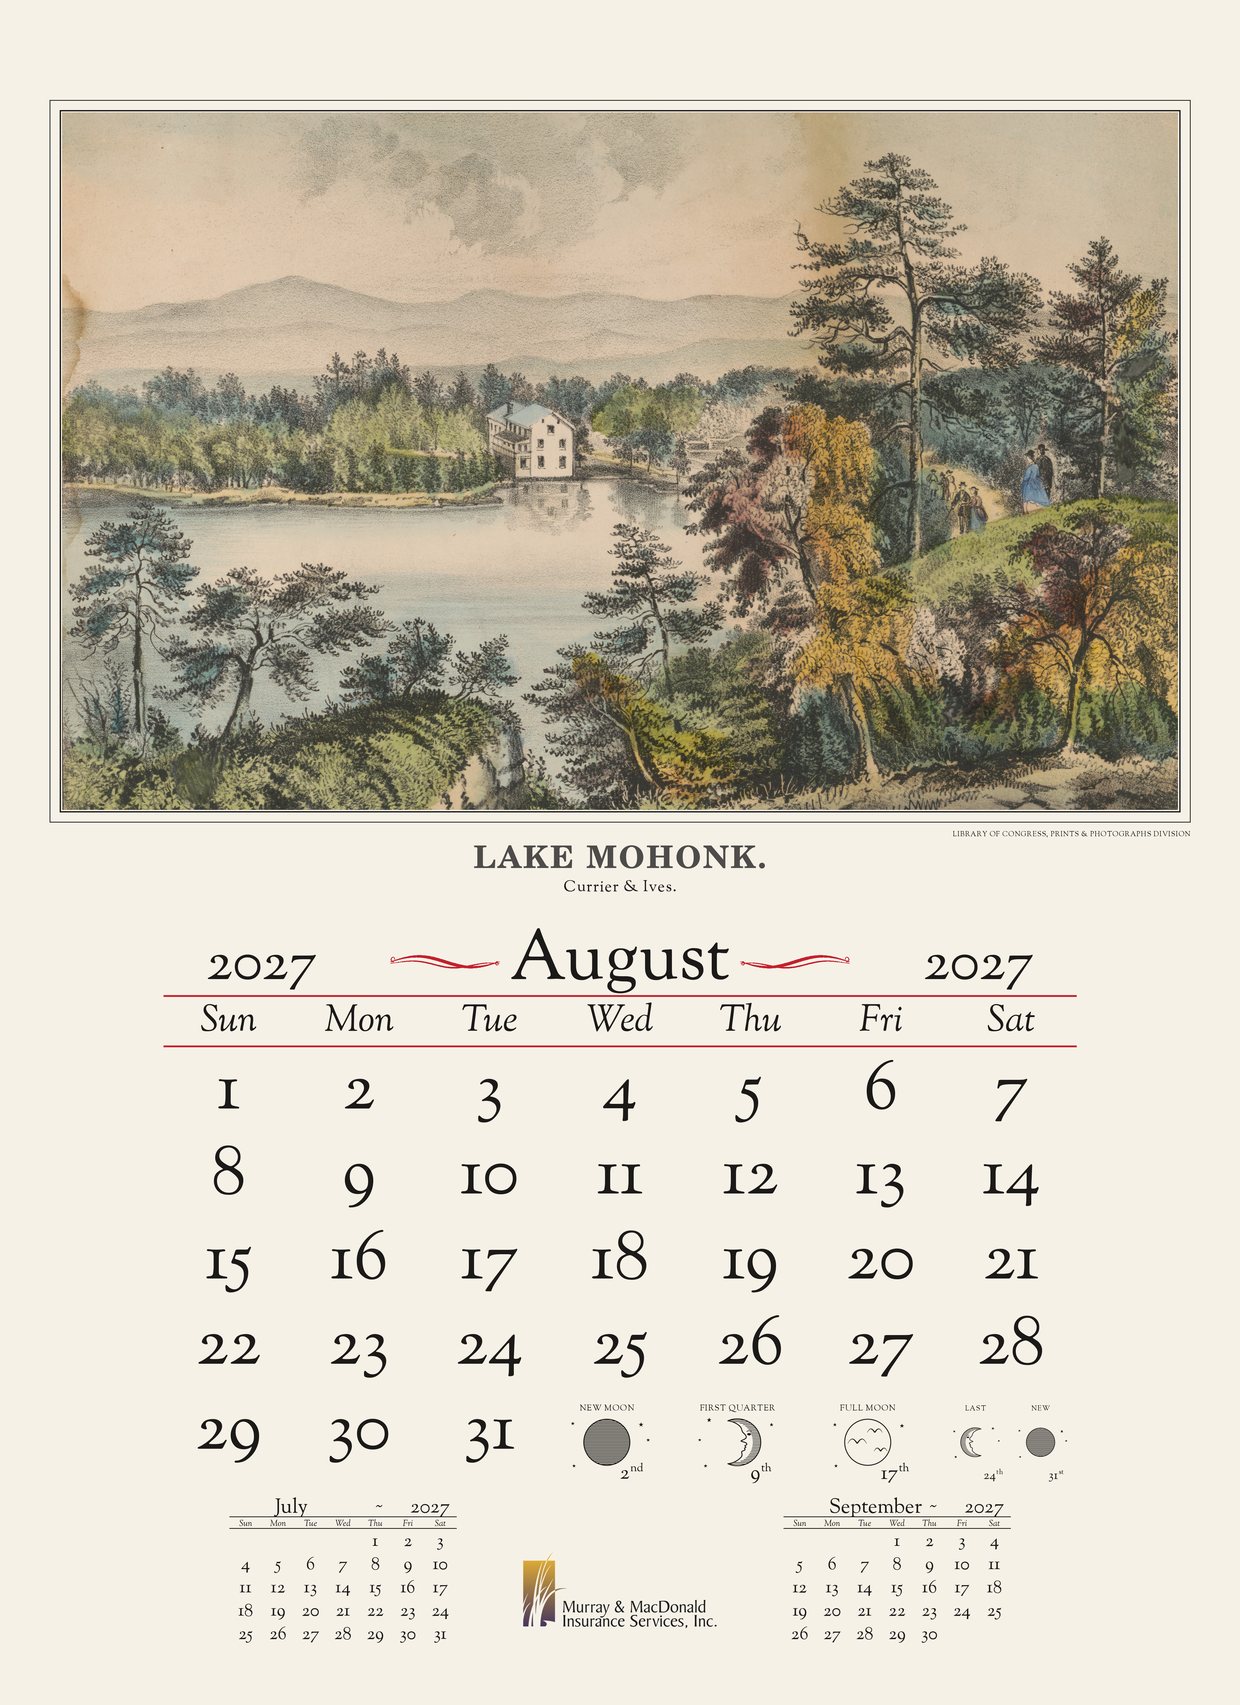 LIBRARY OF CONGRESS, PRINTS & PHOTOGRAPHS DIVISION
LAKE MOHONK.
Currier & Ives.
2027 August 2027
Sun Mon Tue Wed Thu Fri Sat
1 2 3 4 5 6 7
8 9 10 11 12 13 14
15 16 17 18 19 20 21
22 23 24 25 26 27 28
29 30 31
NEW MOON 2nd
FIRST QUARTER 9th
FULL MOON 17th
LAST 24th
NEW 31st
July ~ 2027
Sun Mon Tue Wed Thu Fri Sat
1 2 3
4 5 6 7 8 9 10
11 12 13 14 15 16 17
18 19 20 21 22 23 24
25 26 27 28 29 30 31
Murray & MacDonald
Insurance Services, Inc.
September ~ 2027
Sun Mon Tue Wed Thu Fri Sat
1 2 3 4
5 6 7 8 9 10 11
12 13 14 15 16 17 18
19 20 21 22 23 24 25
26 27 28 29 30